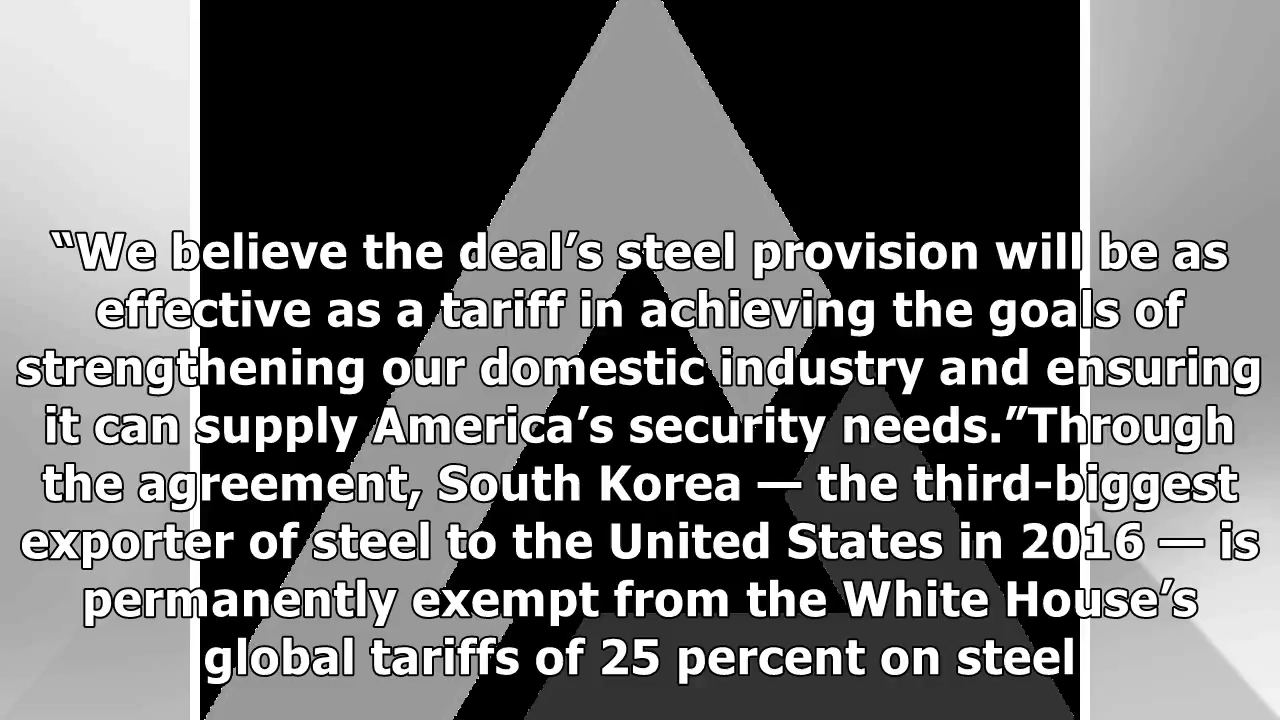 “We believe the deal’s steel provision will be as
effective as a tariff in achieving the goals of
strengthening our domestic industry and ensuring
it can supply America’s security needs.”Through
the agreement, South Korea — the third-biggest
exporter of steel to the United States in 2016 — is
permanently exempt from the White House’s
global tariffs of 25 percent on steel